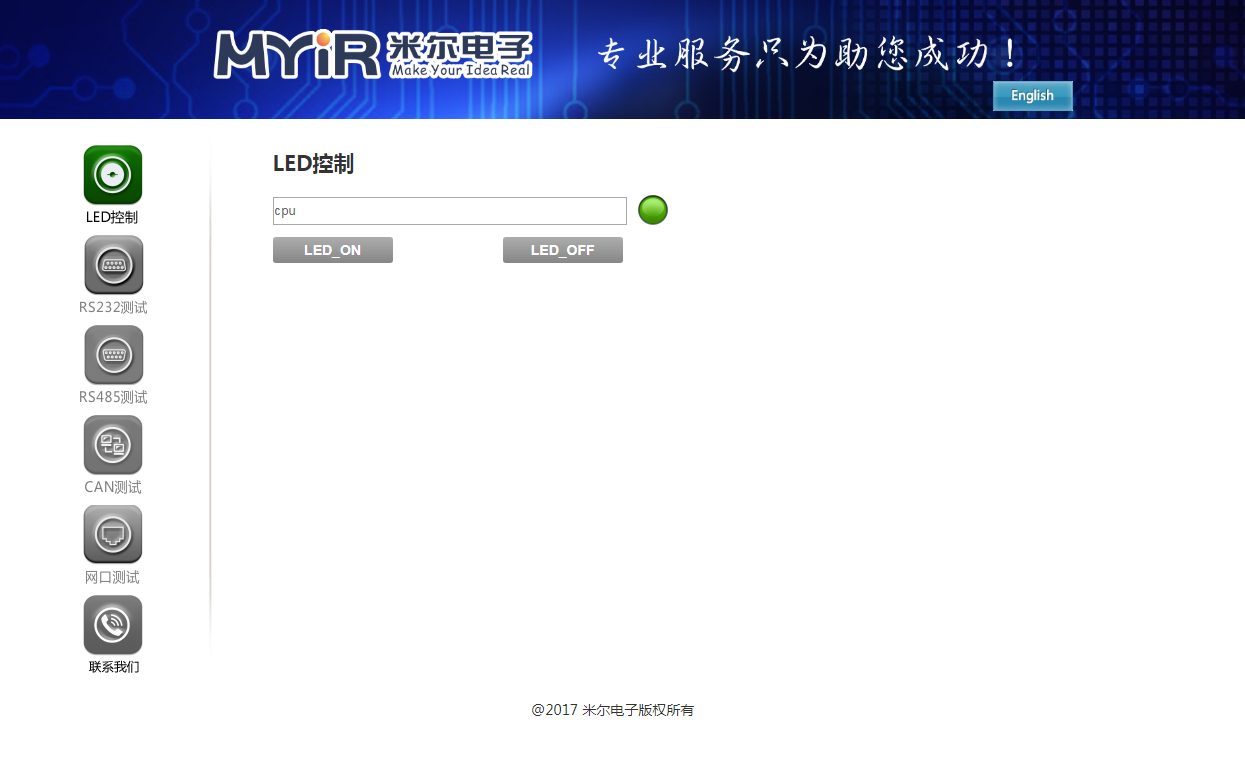 MYiR 米尔电子
Make Your Idea Real
专业服务只为助您成功！
English
LED控制
RS232测试
RS485测试
CAN测试
网口测试
联系我们
LED控制
cpu
LED_ON LED_OFF
@2017 米尔电子版权所有